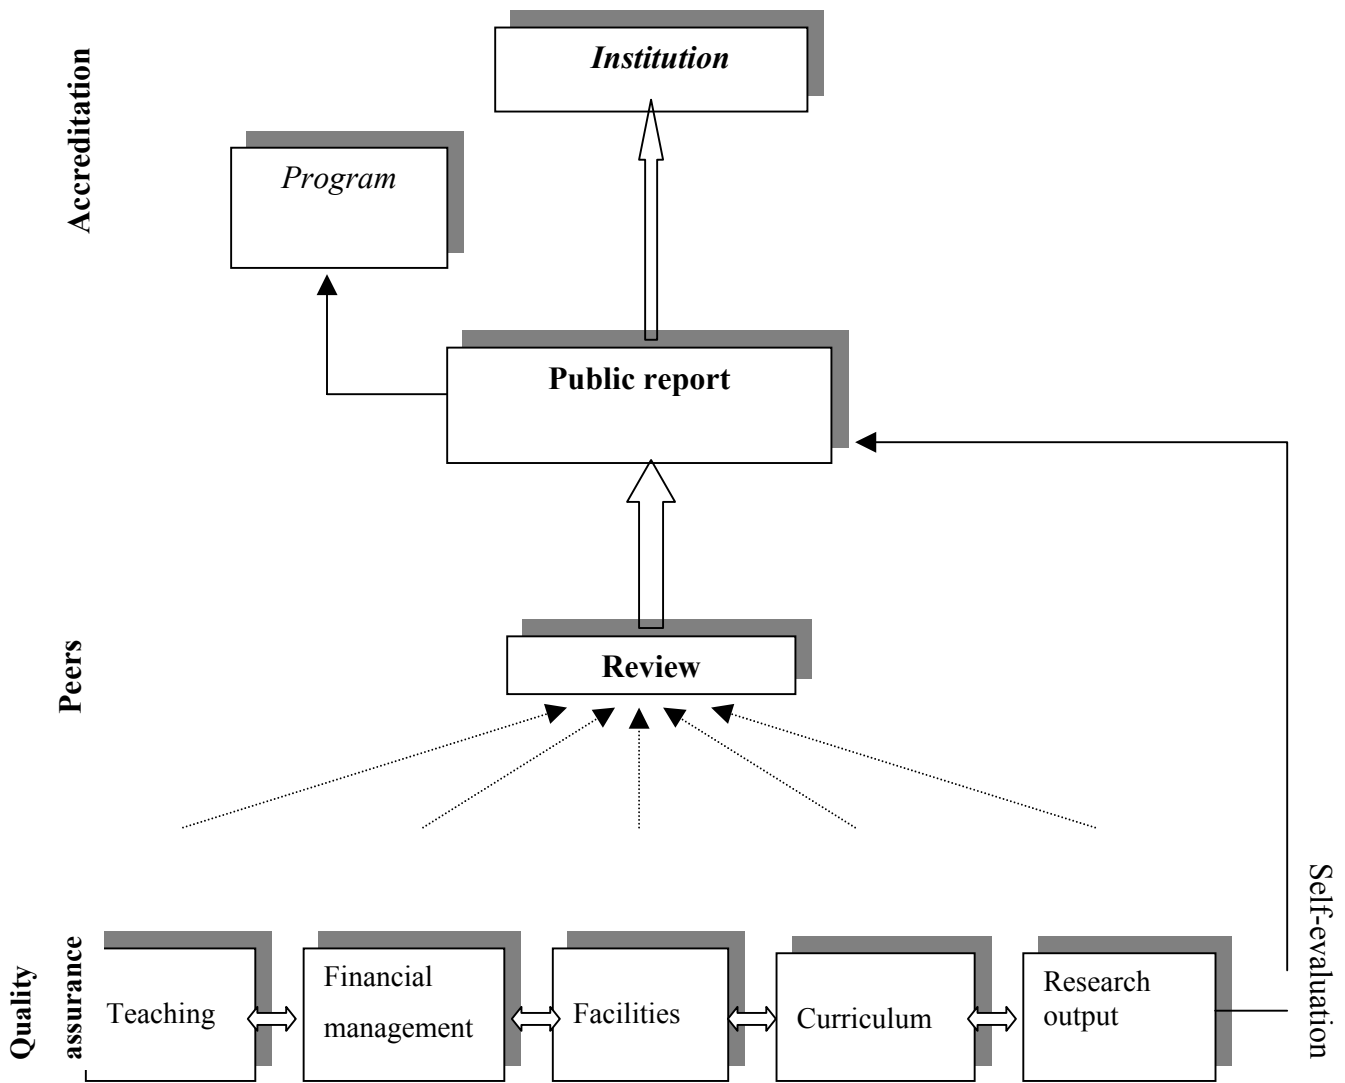 Accreditation
Institution
Program
Public report
Peers
Review
Quality
assurance
Teaching
Financial
management
Facilities
Curriculum
Research
output
Self-evaluation